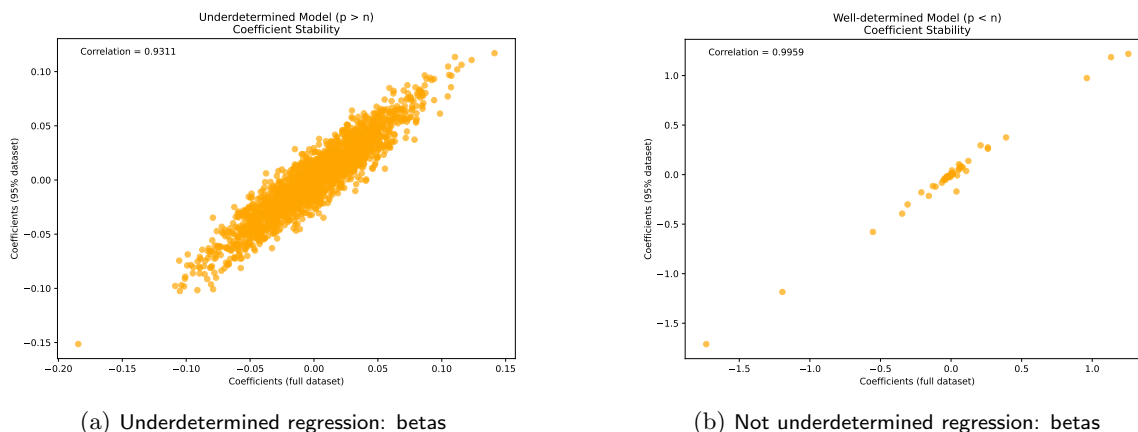 Underdetermined Model (p > n)
Coefficient Stability
Correlation = 0.9311
0.10
0.05
0.00
−0.05
−0.10
−0.15
Coefficients (95% dataset)
−0.20
−0.15
−0.10
−0.05
0.00
0.05
0.10
0.15
Coefficients (full dataset)
(a) Underdetermined regression: betas
Well-determined Model (p < n)
Coefficient Stability
Correlation = 0.9959
1.0
0.5
0.0
−0.5
−1.0
−1.5
Coefficients (95% dataset)
−1.5
−1.0
−0.5
0.0
0.5
1.0
Coefficients (full dataset)
(b) Not underdetermined regression: betas